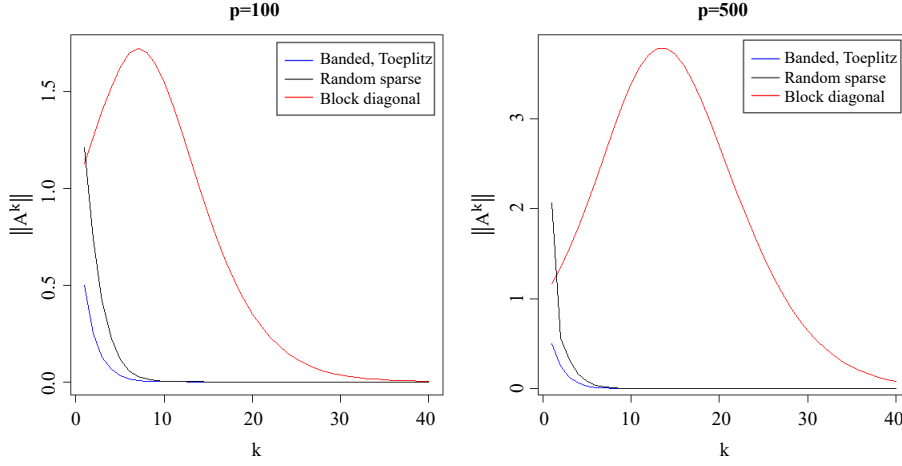 p=100
Banded, Toeplitz
Random sparse
Block diagonal
||A^k||
1.5
1.0
0.5
0.0
0 10 20 30 40
k
p=500
Banded, Toeplitz
Random sparse
Block diagonal
||A^k||
3
2
1
0
0 10 20 30 40
k